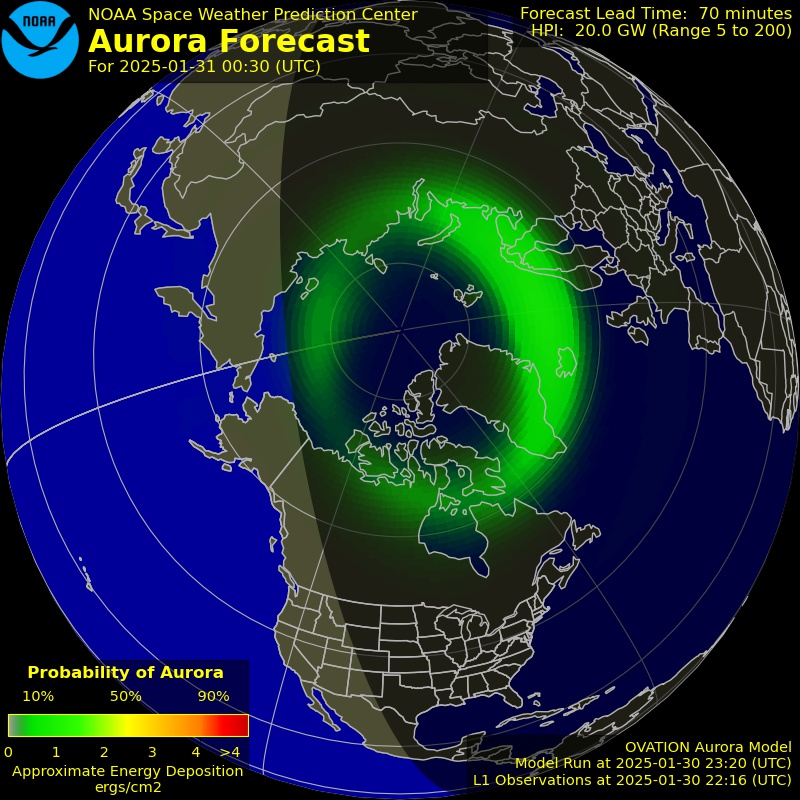 NOAA
NOAA Space Weather Prediction Center
Aurora Forecast
For 2025-01-31 00:30 (UTC)
Forecast Lead Time: 70 minutes
HPI: 20.0 GW (Range 5 to 200)
Probability of Aurora
10% 50% 90%
0 1 2 3 4 >4
Approximate Energy Deposition
ergs/cm2
OVATION Aurora Model
Model Run at 2025-01-30 23:20 (UTC)
L1 Observations at 2025-01-30 22:16 (UTC)